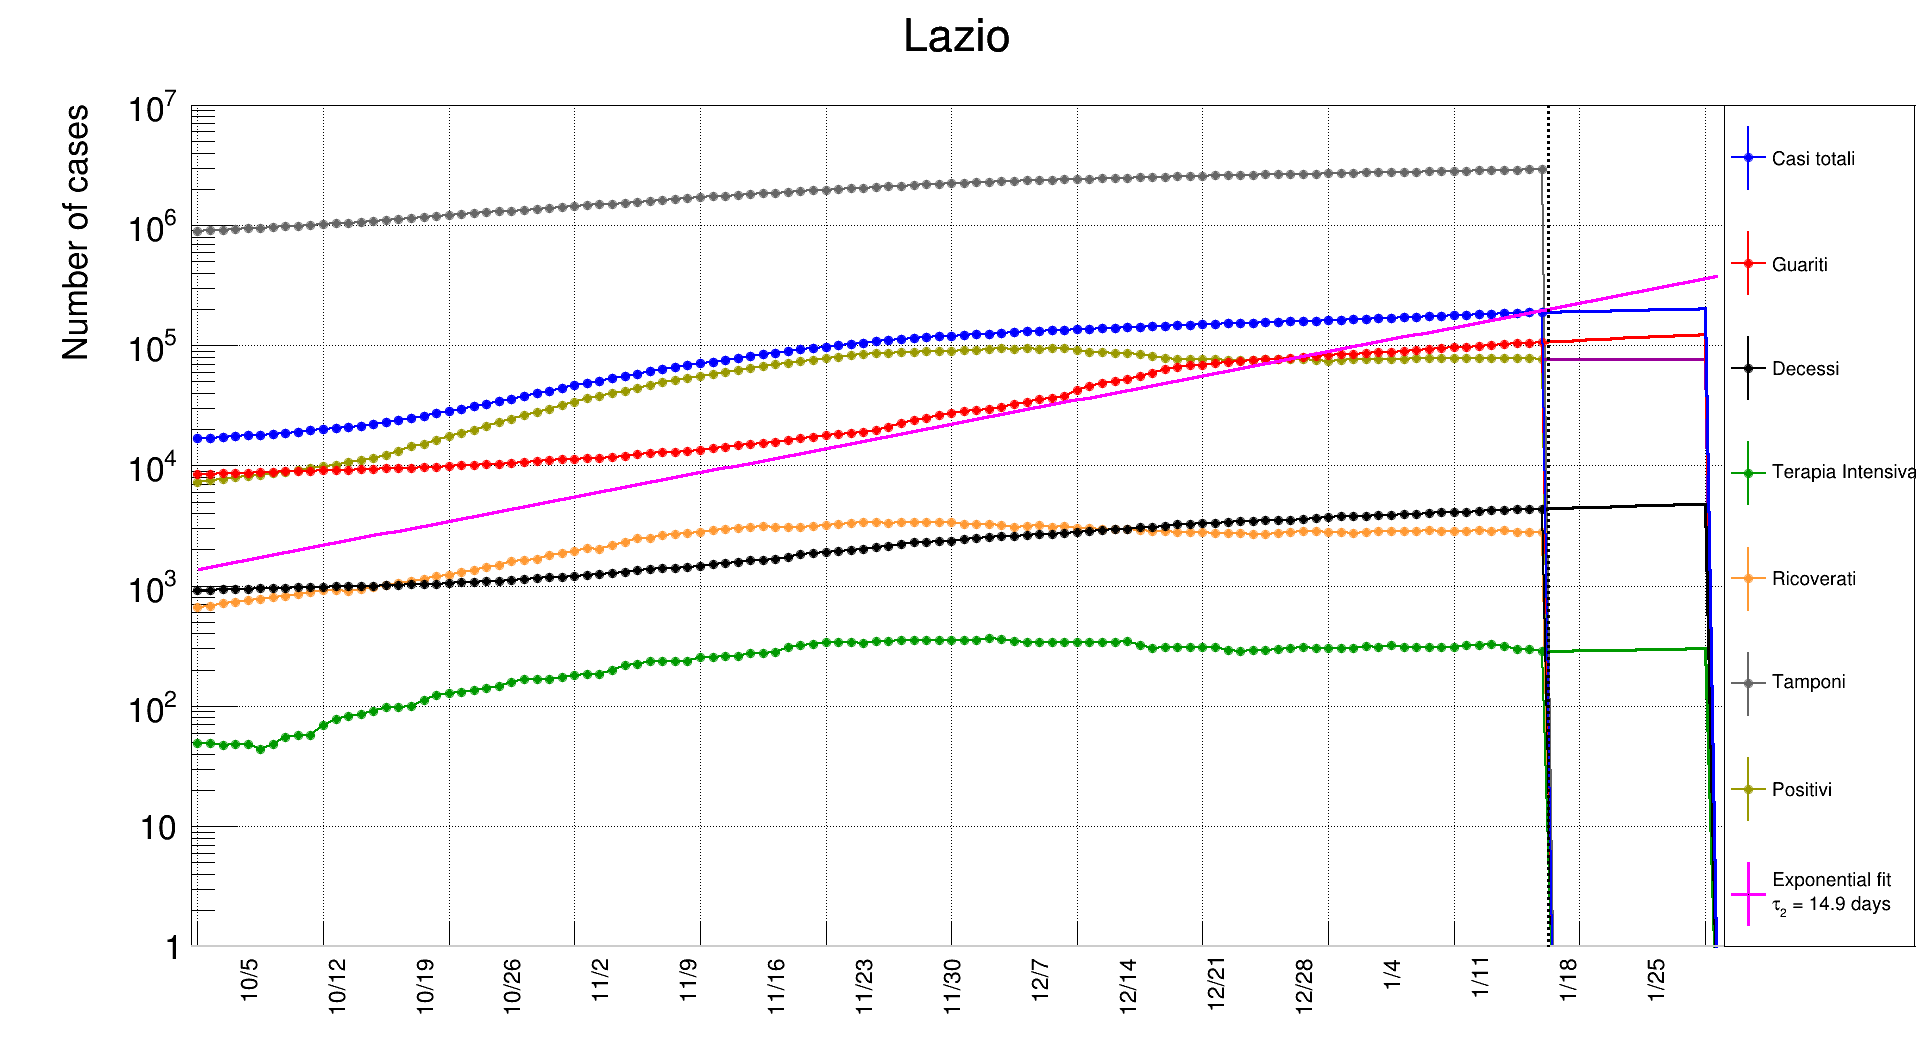 Lazio
Number of cases
10^7
10^6
10^5
10^4
10^3
10^2
10
1
10/5 10/12 10/19 10/26 11/2 11/9 11/16 11/23 11/30 12/7 12/14 12/21 12/28 1/4 1/11 1/18 1/25
Casi totali
Guariti
Decessi
Terapia Intensiva
Ricoverati
Tamponi
Positivi
Exponential fit
τ_2 = 14.9 days